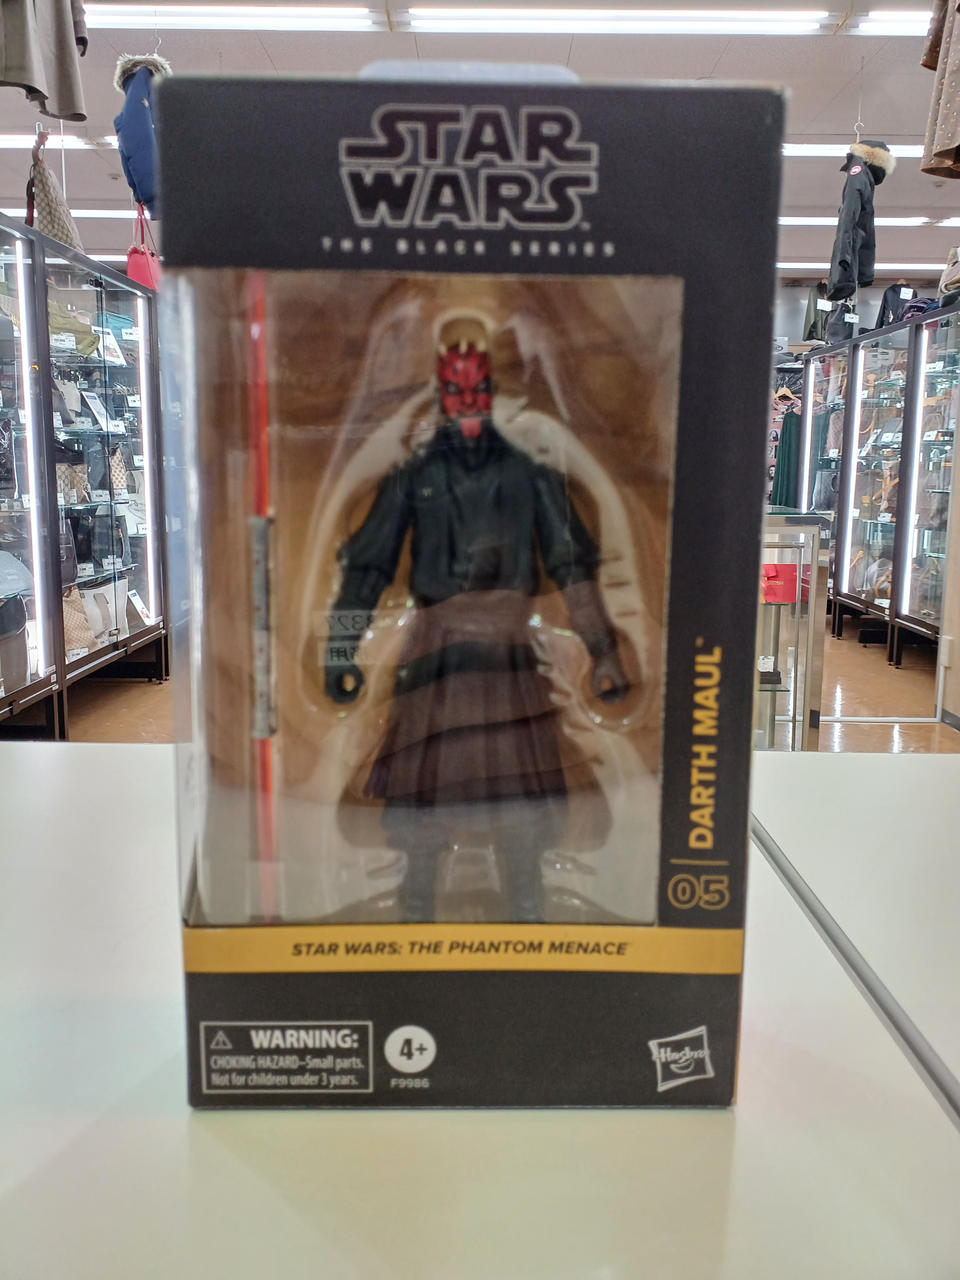 STAR
WARS
THE BLACK SERIES
05 | DARTH MAUL™
STAR WARS: THE PHANTOM MENACE
WARNING:
CHOKING HAZARD–Small parts.
Not for children under 3 years.
4+
F9986
Hasbro